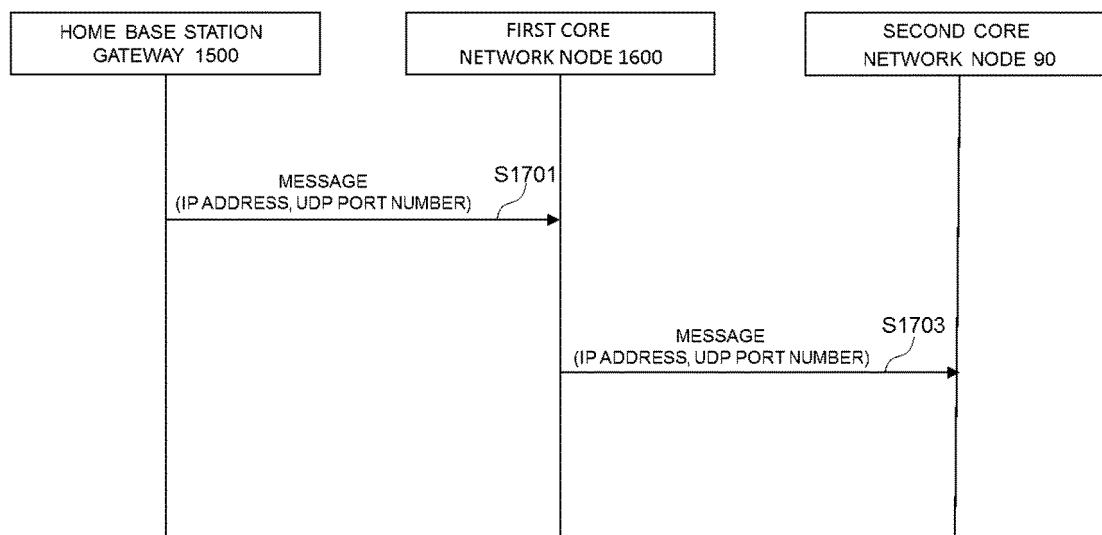 HOME BASE STATION
GATEWAY 1500
FIRST CORE
NETWORK NODE 1600
SECOND CORE
NETWORK NODE 90
MESSAGE
(IP ADDRESS, UDP PORT NUMBER)
S1701
MESSAGE
(IP ADDRESS, UDP PORT NUMBER)
S1703